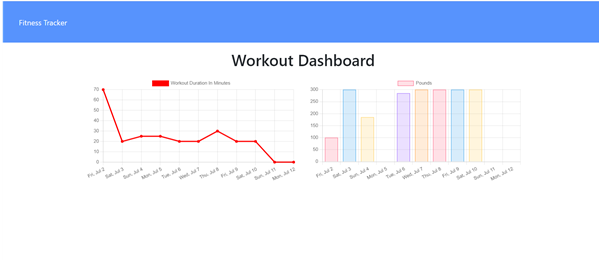 Fitness Tracker
Workout Dashboard
Workout Duration In Minutes
70
60
50
40
30
20
10
0
Fri, Jul 2
Sat, Jul 3
Sun, Jul 4
Mon, Jul 5
Tue, Jul 6
Wed, Jul 7
Thu, Jul 8
Fri, Jul 9
Sat, Jul 10
Sun, Jul 11
Mon, Jul 12
Pounds
300
250
200
150
100
50
0
Fri, Jul 2
Sat, Jul 3
Sun, Jul 4
Mon, Jul 5
Tue, Jul 6
Wed, Jul 7
Thu, Jul 8
Fri, Jul 9
Sat, Jul 10
Sun, Jul 11
Mon, Jul 12